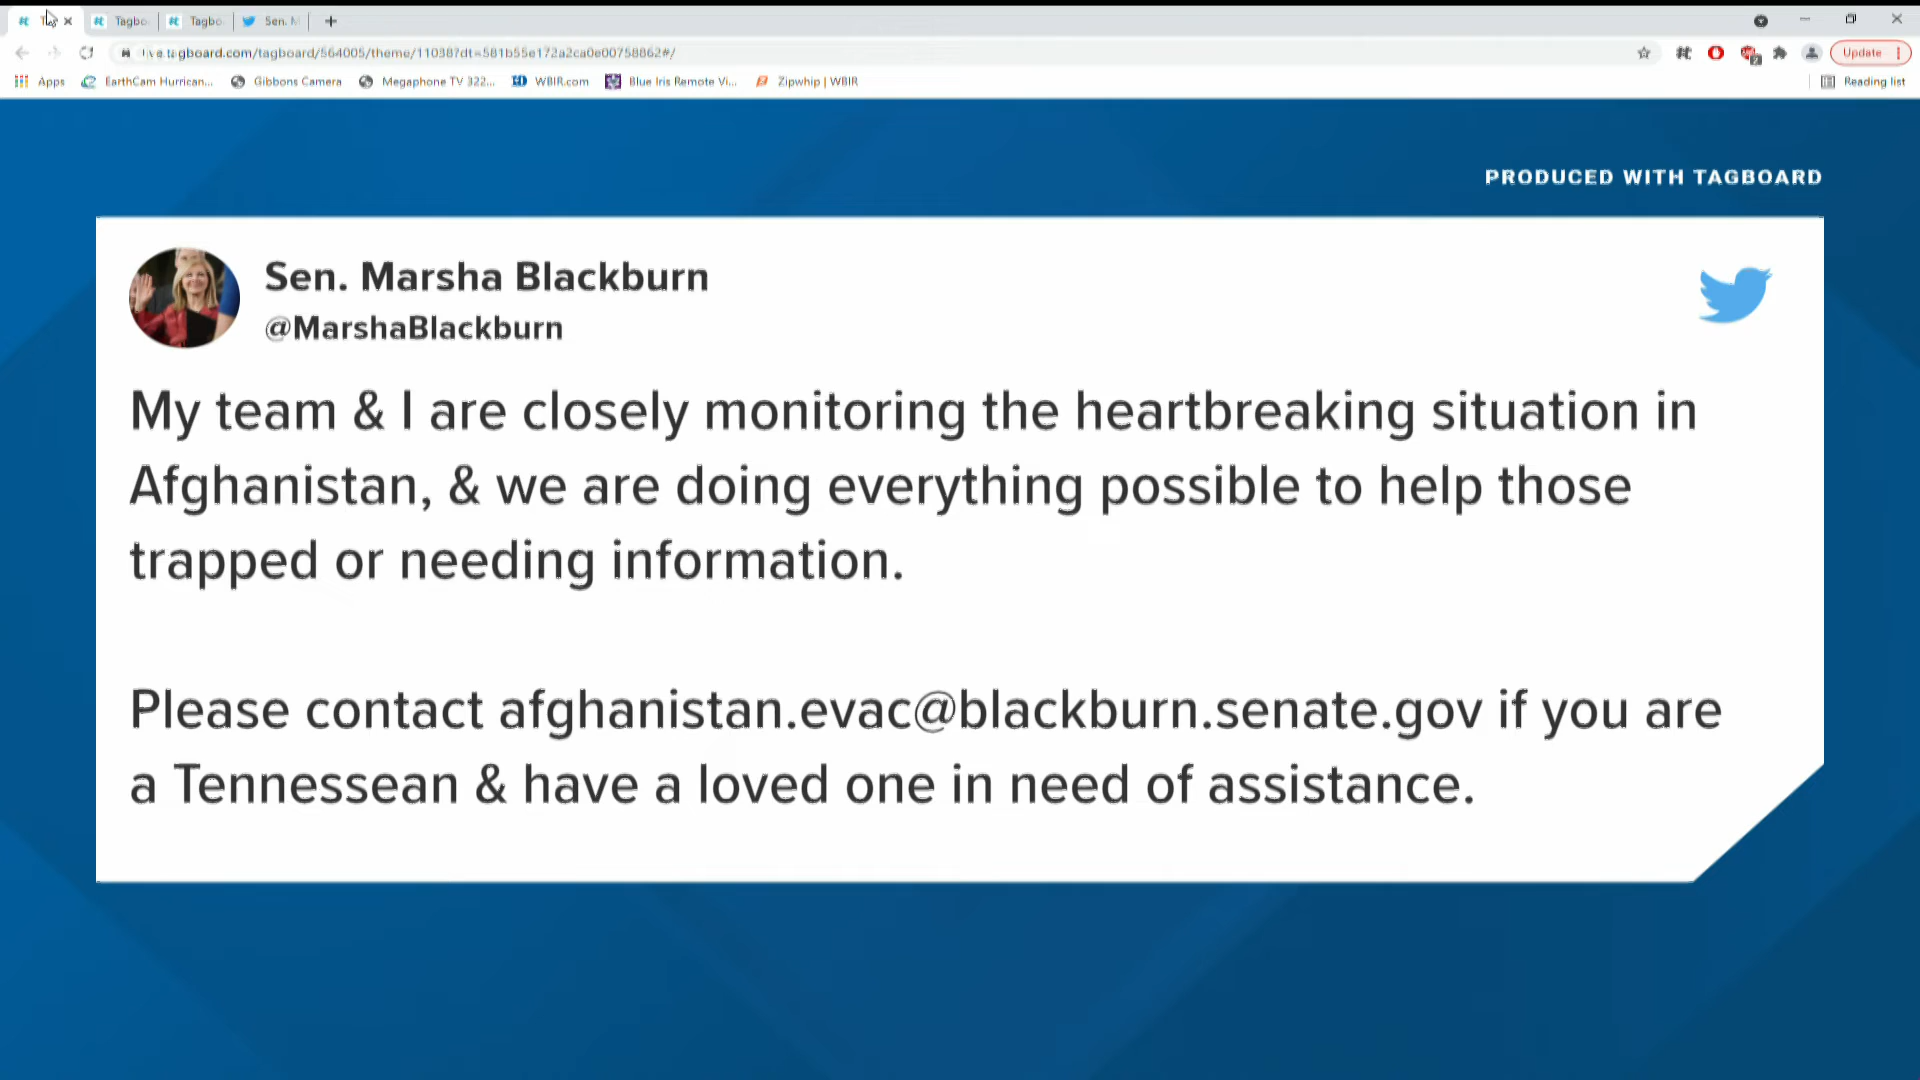 Tagbo
Tagbo
Sen. M
Update
Apps
EarthCam Hurrican...
Gibbons Camera
Megaphone TV 322...
WBIR.com
Blue Iris Remote Vi...
Zipwhip | WBIR
Reading list
PRODUCED WITH TAGBOARD
Sen. Marsha Blackburn
@MarshaBlackburn
My team & I are closely monitoring the heartbreaking situation in
Afghanistan, & we are doing everything possible to help those
trapped or needing information.
Please contact afghanistan.evac@blackburn.senate.gov if you are
a Tennessean & have a loved one in need of assistance.